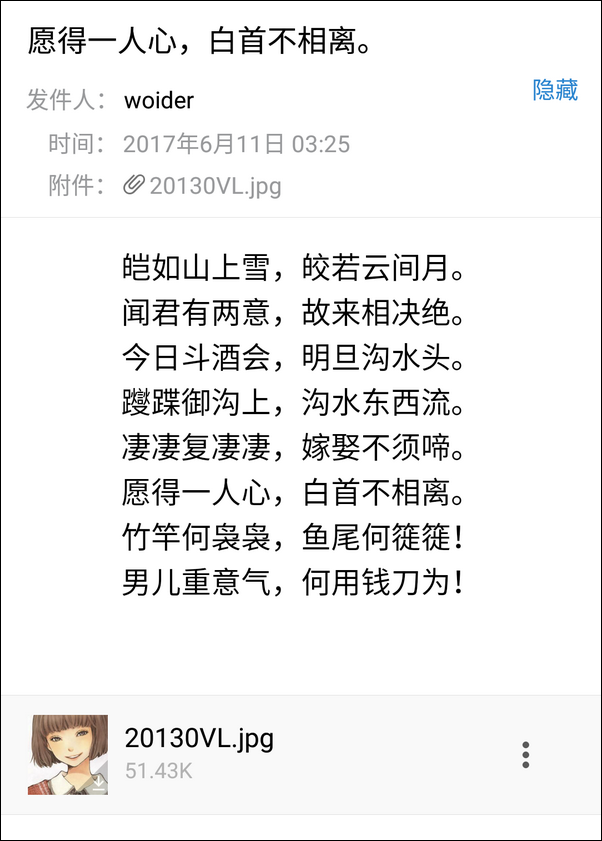 愿得一人心，白首不相离。
发件人： woider 隐藏
时间： 2017年6月11日 03:25
附件： 20130VL.jpg
皑如山上雪，皎若云间月。
闻君有两意，故来相决绝。
今日斗酒会，明旦沟水头。
躞蹀御沟上，沟水东西流。
凄凄复凄凄，嫁娶不须啼。
愿得一人心，白首不相离。
竹竿何袅袅，鱼尾何簁簁！
男儿重意气，何用钱刀为！
20130VL.jpg
51.43K